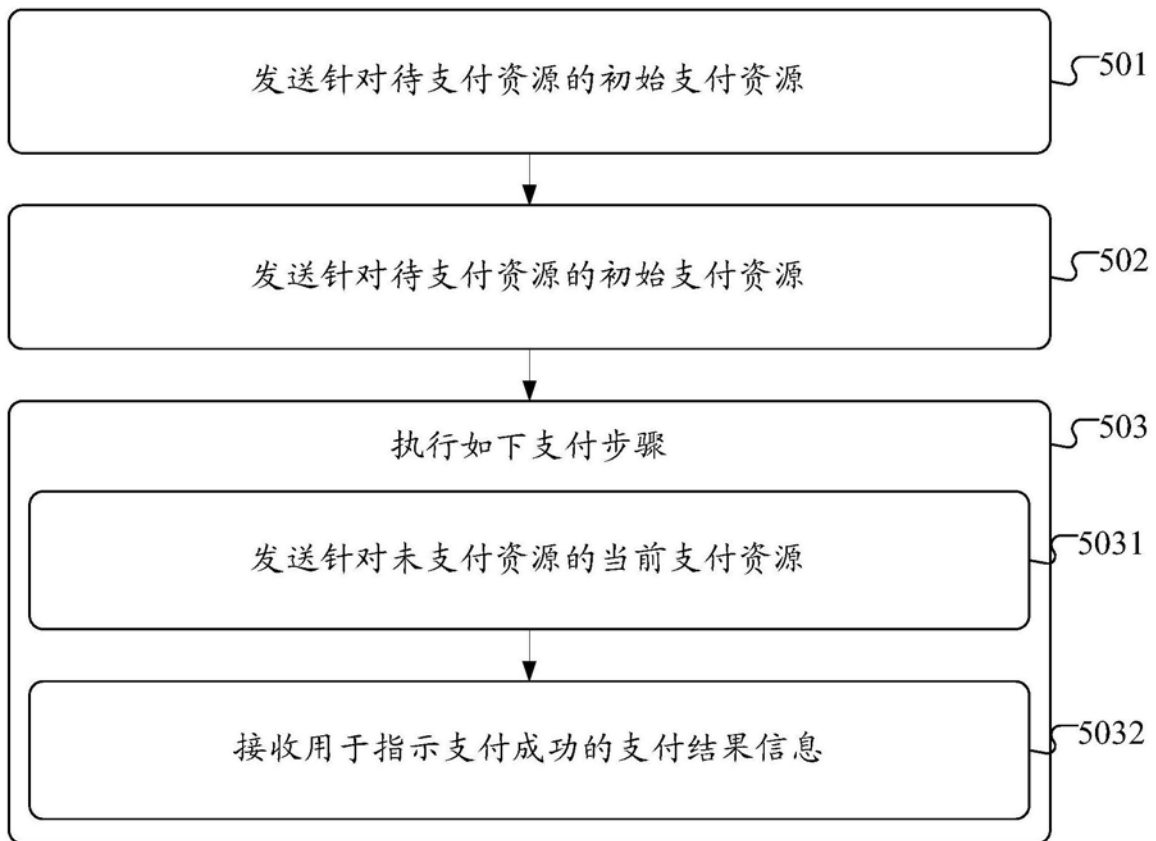 发送针对待支付资源的初始支付资源
501
发送针对待支付资源的初始支付资源
502
执行如下支付步骤
503
发送针对未支付资源的当前支付资源
5031
接收用于指示支付成功的支付结果信息
5032